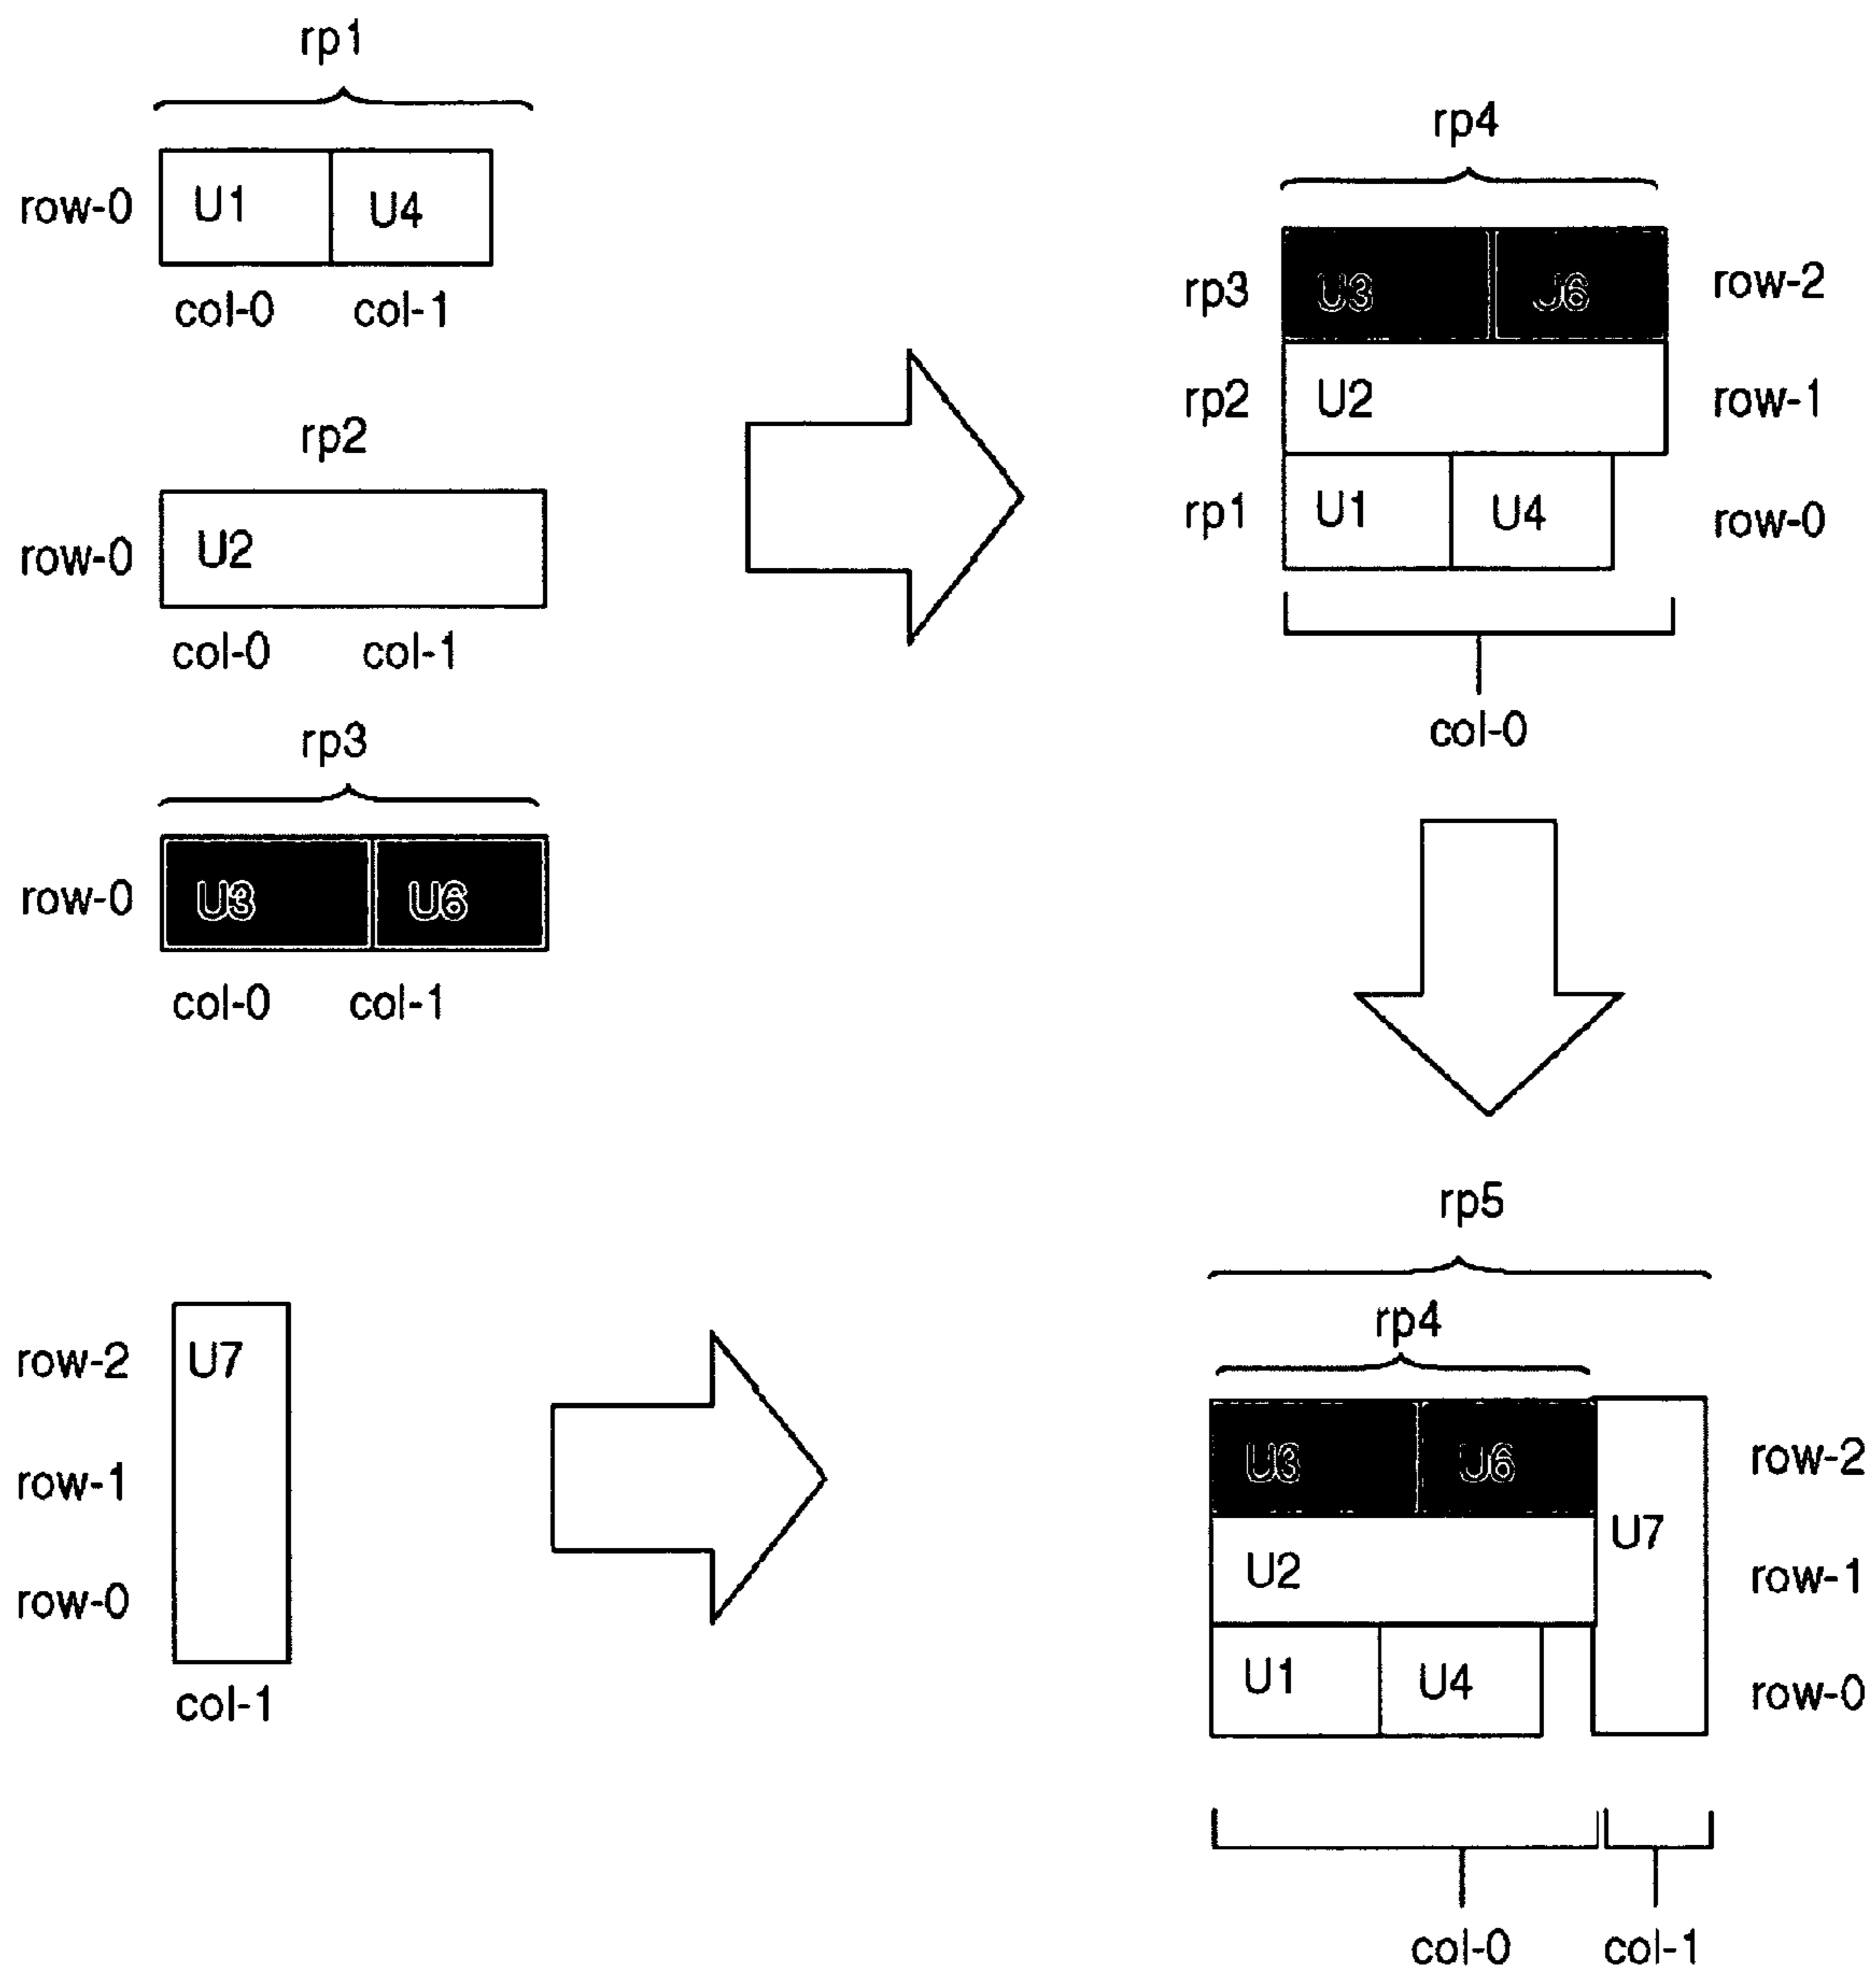 rp1
row-0 U1 U4
col-0 col-1
rp2
row-0 U2
col-0 col-1
rp3
row-0 U3 U6
col-0 col-1
rp4
rp3 U3 U6 row-2
rp2 U2 row-1
rp1 U1 U4 row-0
col-0
row-2 U7
row-1
row-0
col-1
rp5
rp4
U3 U6 row-2
U7
U2 row-1
U1 U4 row-0
col-0 col-1